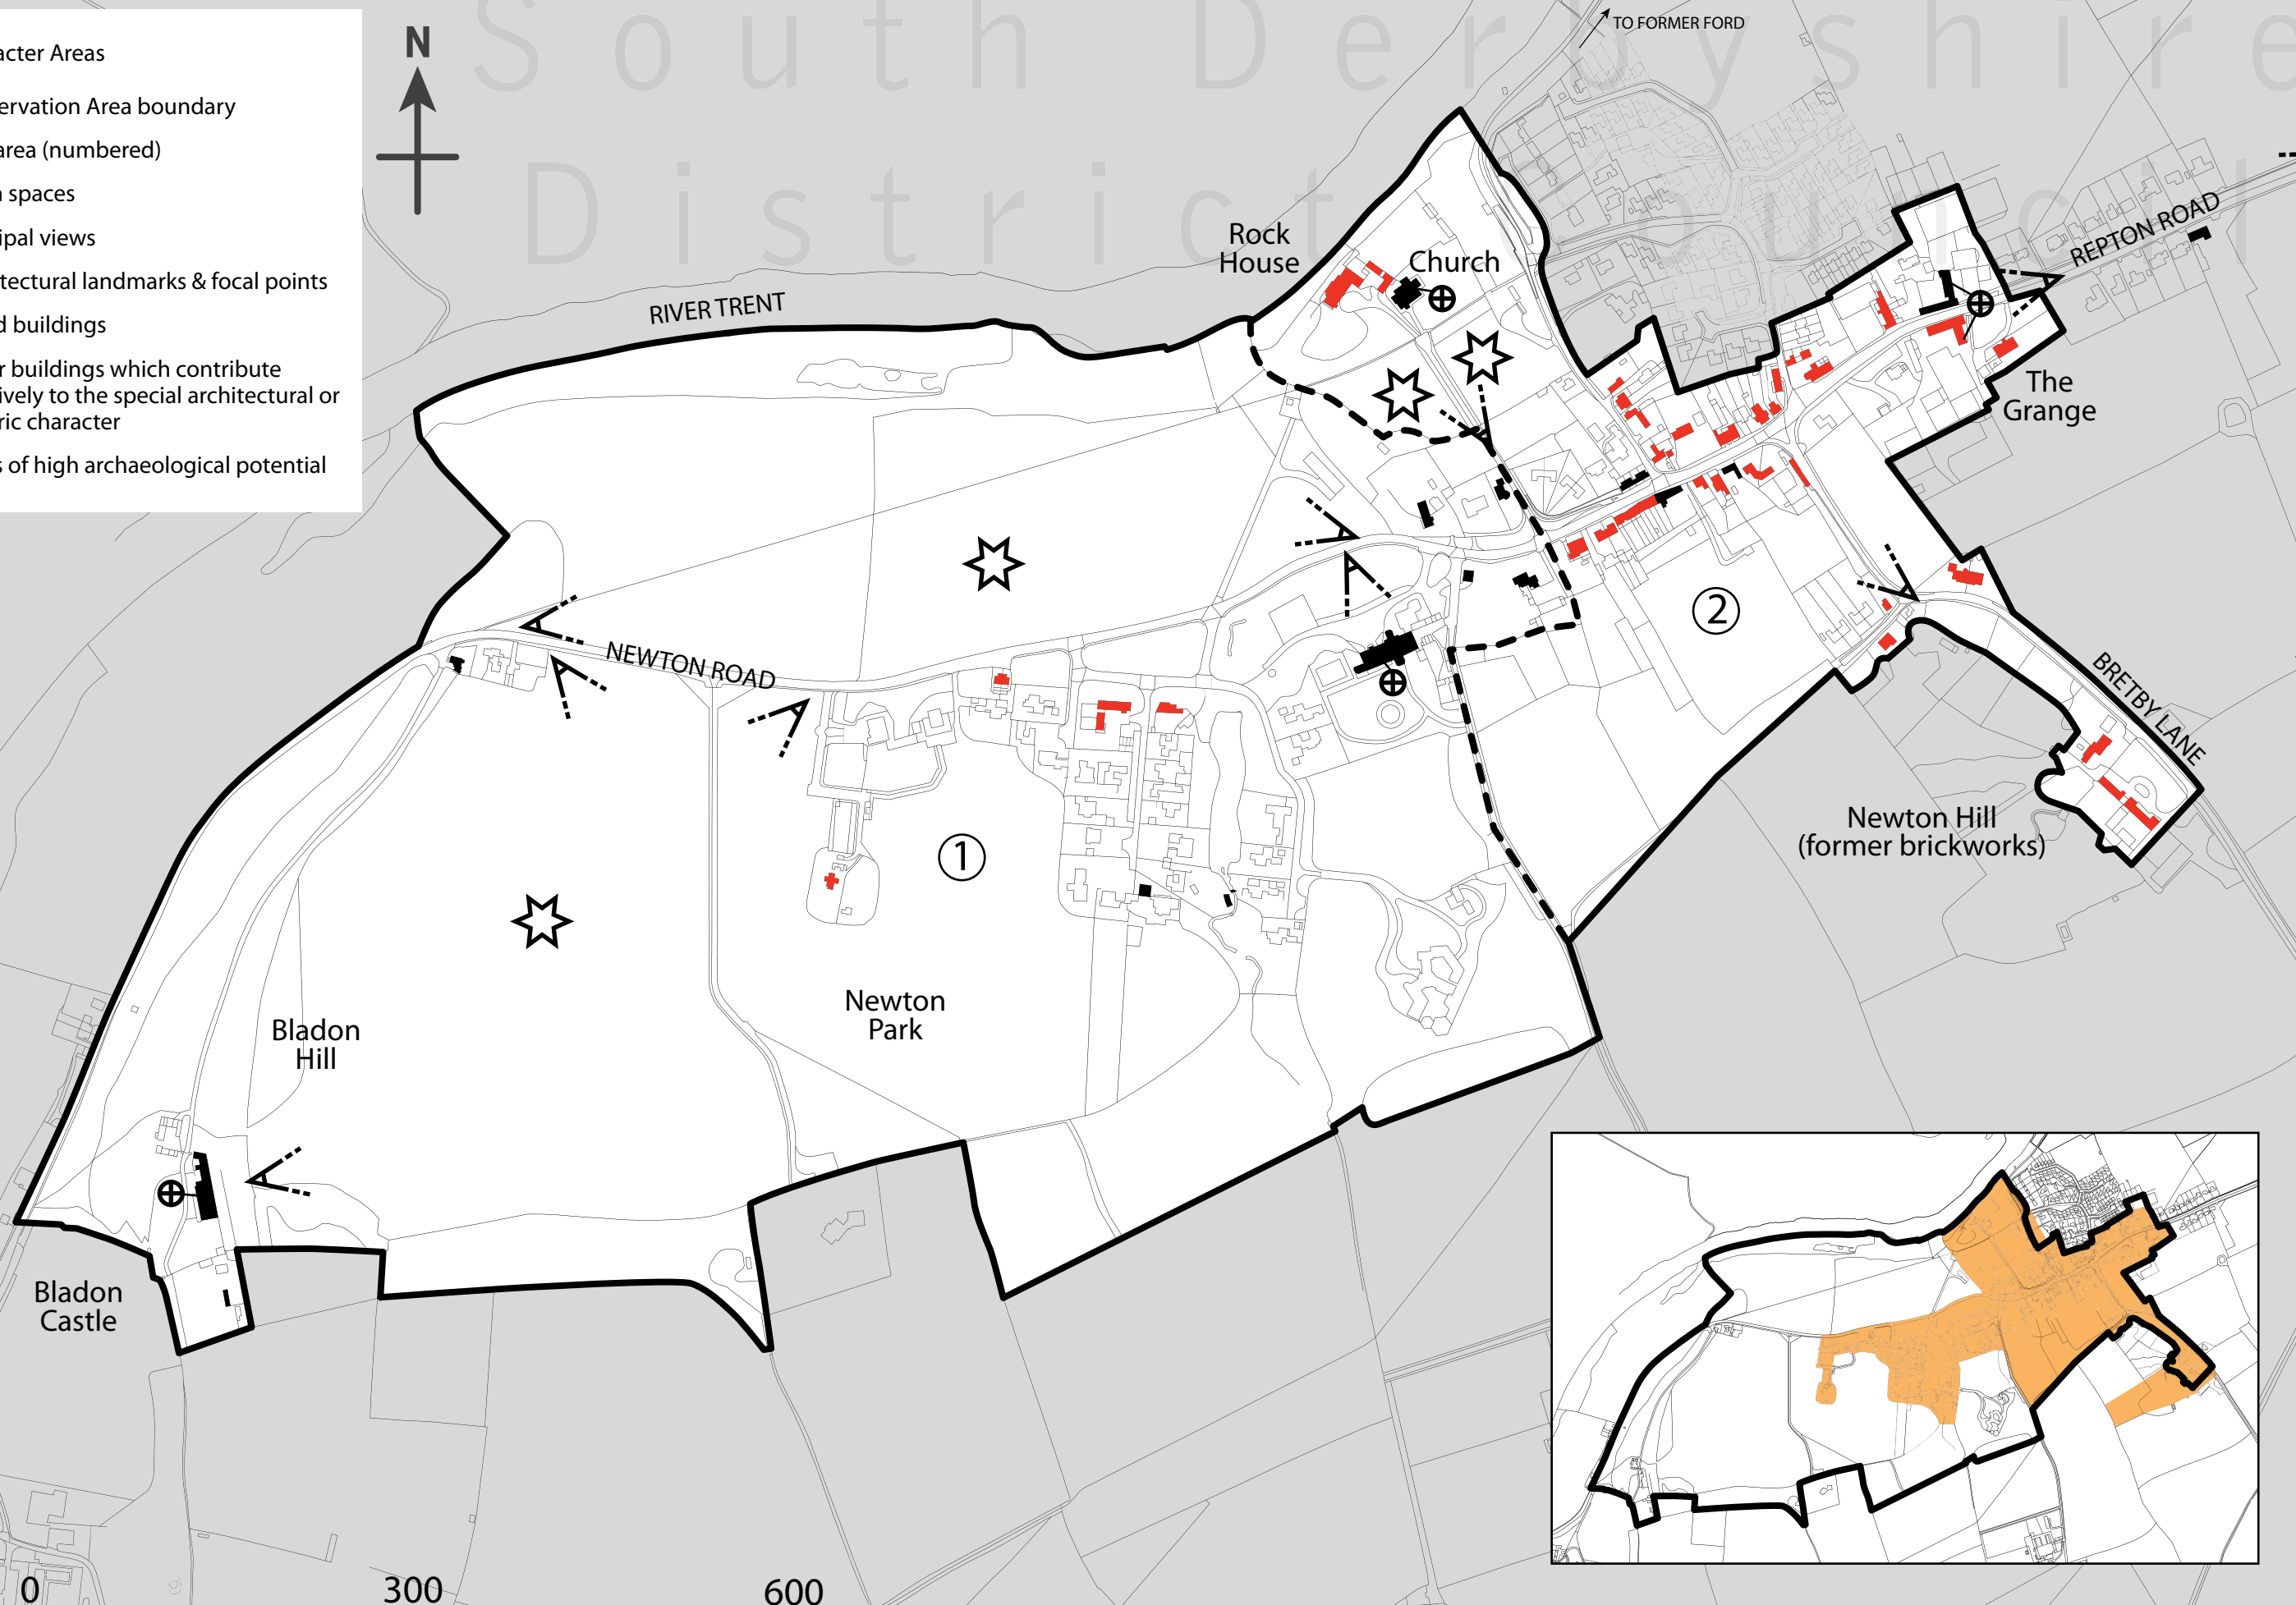 acter Areas
ervation Area boundary
area (numbered)
n spaces
ipal views
tectural landmarks & focal points
d buildings
r buildings which contribute
ively to the special architectural or
ric character
s of high archaeological potential
N
South Derbyshire
District Council
TO FORMER FORD
RIVER TRENT
Rock
House
Church
REPTON ROAD
The
Grange
NEWTON ROAD
2
BRETBY LANE
Newton Hill
(former brickworks)
1
Newton
Park
Bladon
Hill
Bladon
Castle
0
300
600